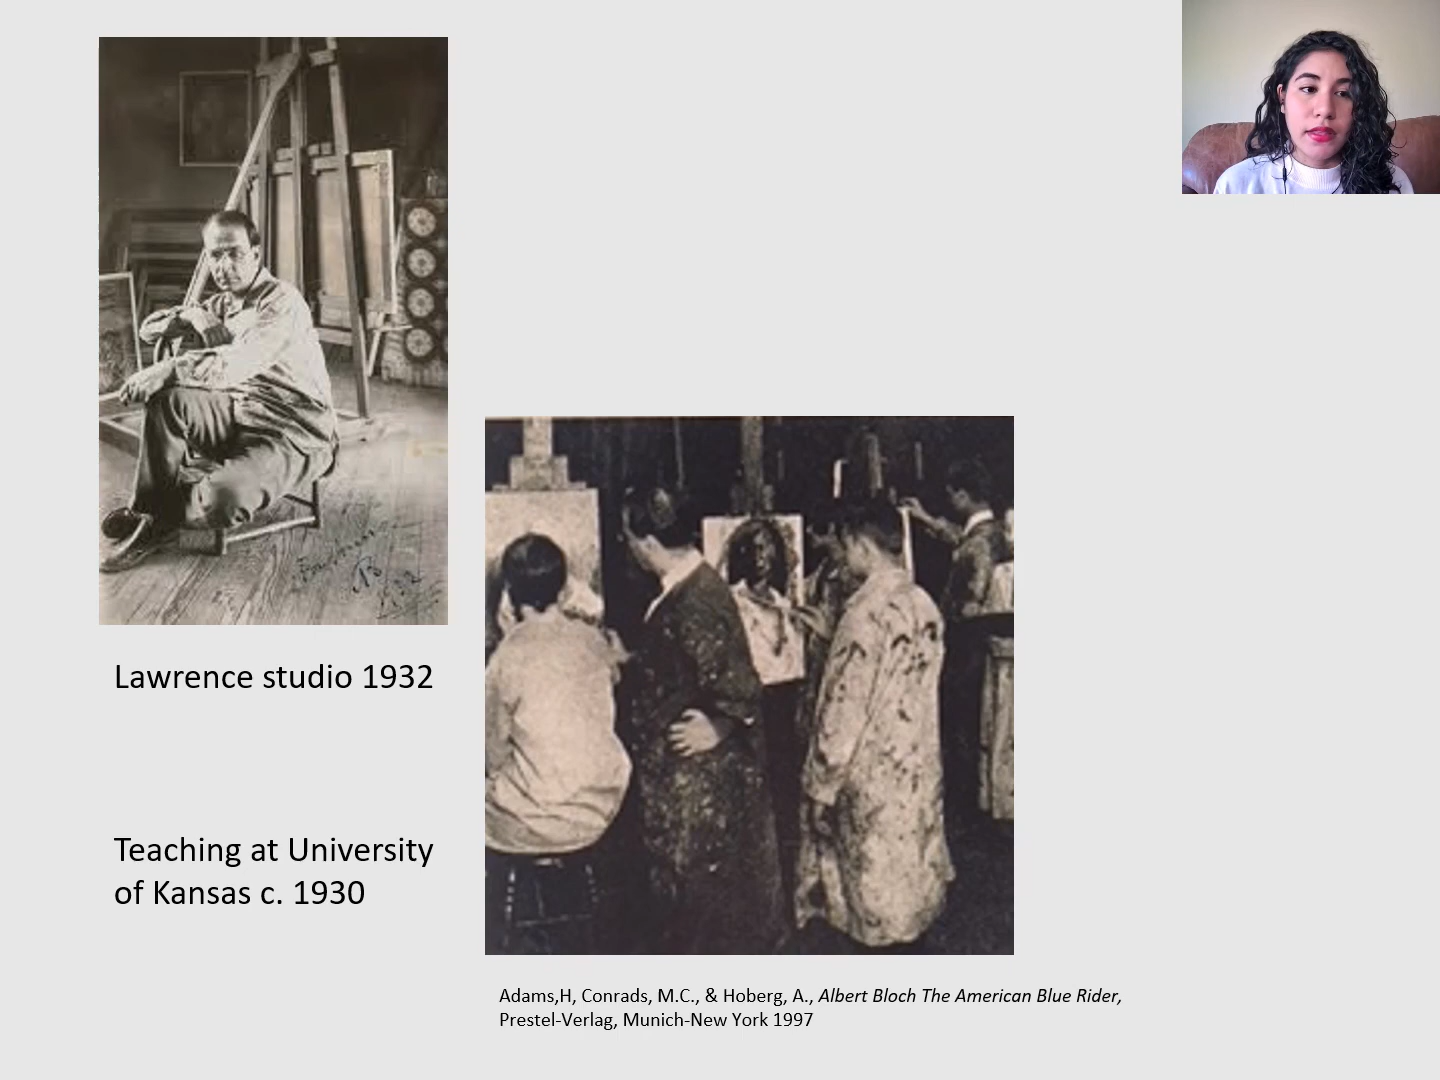 Lawrence studio 1932
Teaching at University
of Kansas c. 1930
Adams,H, Conrads, M.C., & Hoberg, A., Albert Bloch The American Blue Rider,
Prestel-Verlag, Munich-New York 1997